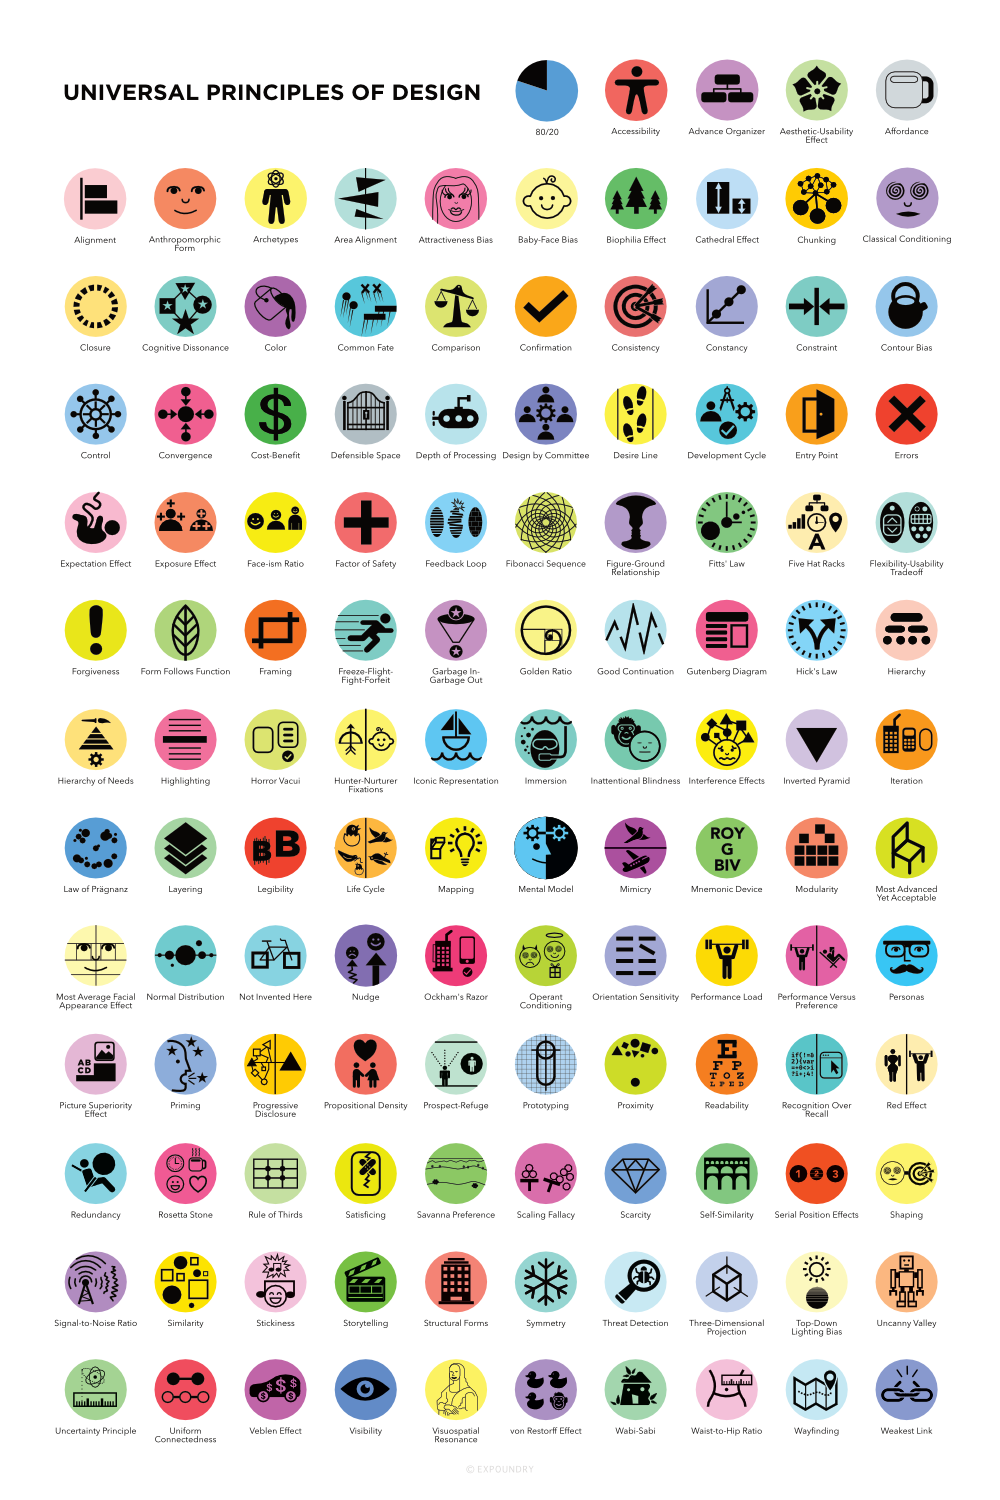 UNIVERSAL PRINCIPLES OF DESIGN
80/20
Accessibility
Advance Organizer
Aesthetic-Usability
Effect
Affordance
Alignment
Anthropomorphic
Form
Archetypes
Area Alignment
Attractiveness Bias
Baby-Face Bias
Biophilia Effect
Cathedral Effect
Chunking
Classical Conditioning
Closure
Cognitive Dissonance
Color
Common Fate
Comparison
Confirmation
Consistency
Constancy
Constraint
Contour Bias
Control
Convergence
$
Cost-Benefit
Defensible Space
Depth of Processing
Design by Committee
Desire Line
Development Cycle
Entry Point
Errors
Expectation Effect
Exposure Effect
Face-ism Ratio
Factor of Safety
Feedback Loop
Fibonacci Sequence
Figure-Ground
Relationship
Fitts' Law
A
Five Hat Racks
Flexibility-Usability
Tradeoff
Forgiveness
Form Follows Function
Framing
Freeze-Flight-
Fight-Forfeit
Garbage In-
Garbage Out
Golden Ratio
Good Continuation
Gutenberg Diagram
Hick's Law
Hierarchy
Hierarchy of Needs
Highlighting
Horror Vacui
Hunter-Nurturer
Fixations
Iconic Representation
Immersion
Inattentional Blindness
Interference Effects
Inverted Pyramid
Iteration
Law of Prägnanz
Layering
B B
Legibility
Life Cycle
Mapping
Mental Model
Mimicry
ROY
G
BIV
Mnemonic Device
Modularity
Most Advanced
Yet Acceptable
Most Average Facial
Appearance Effect
Normal Distribution
Not Invented Here
Nudge
Ockham's Razor
Operant
Conditioning
Orientation Sensitivity
Performance Load
Performance Versus
Preference
Personas
AB
CD
Picture Superiority
Effect
Priming
Progressive
Disclosure
Propositional Density
Prospect-Refuge
Prototyping
Proximity
E
F P
T O Z
L P E D
Readability
if(!=&
2){var
=+0<>i
?i+;4!
Recognition Over
Recall
Red Effect
Redundancy
Rosetta Stone
Rule of Thirds
Satisficing
Savanna Preference
Scaling Fallacy
Scarcity
Self-Similarity
1 2 3
Serial Position Effects
Shaping
Signal-to-Noise Ratio
Similarity
Stickiness
Storytelling
Structural Forms
Symmetry
Threat Detection
Three-Dimensional
Projection
Top-Down
Lighting Bias
Uncanny Valley
Uncertainty Principle
Uniform
Connectedness
$ $ $ $ $
Veblen Effect
Visibility
Visuospatial
Resonance
von Restorff Effect
Wabi-Sabi
Waist-to-Hip Ratio
Wayfinding
Weakest Link
© EXPOUNDRY